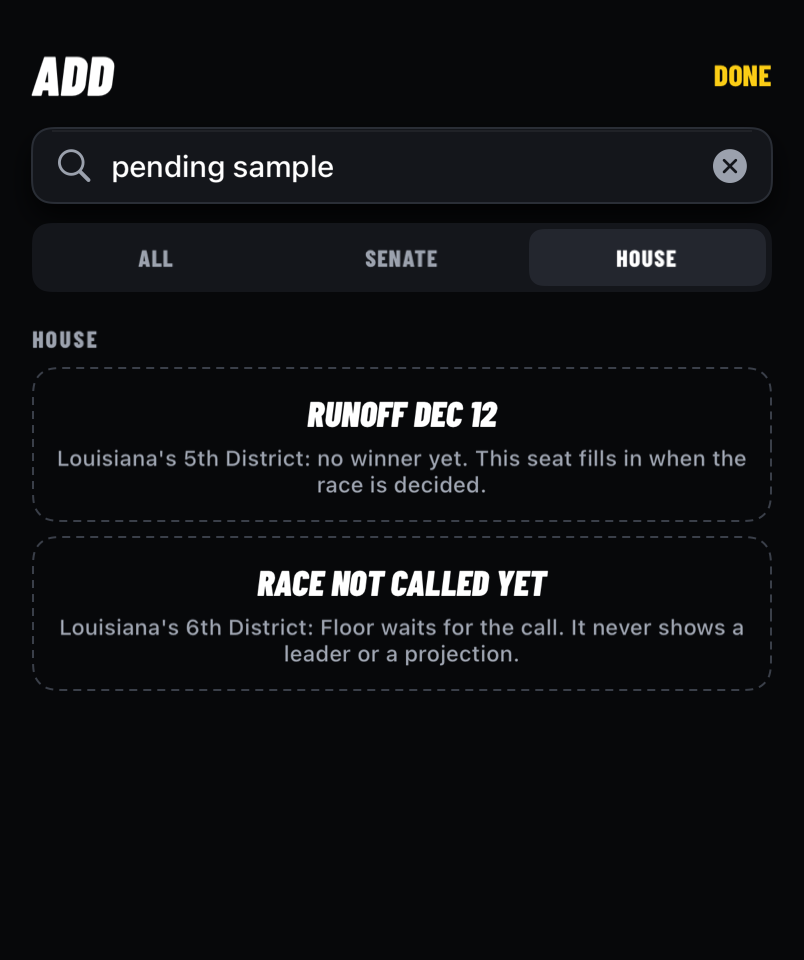 ADD
DONE
pending sample
ALL
SENATE
HOUSE
HOUSE
RUNOFF DEC 12
Louisiana's 5th District: no winner yet. This seat fills in when the
race is decided.
RACE NOT CALLED YET
Louisiana's 6th District: Floor waits for the call. It never shows a
leader or a projection.